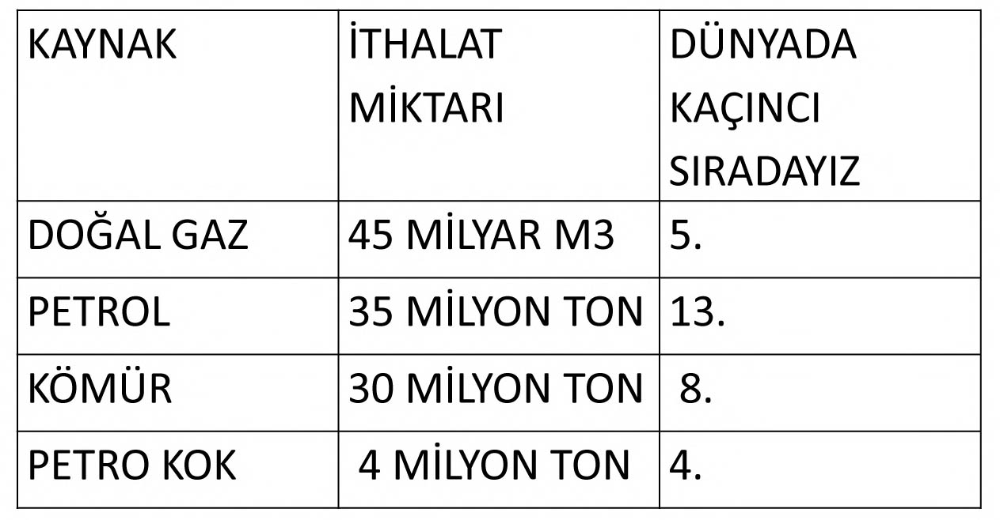 KAYNAK
İTHALAT
MİKTARI
DÜNYADA
KAÇINCI
SIRADAYIZ
DOĞAL GAZ
45 MİLYAR M3
5.
PETROL
35 MİLYON TON
13.
KÖMÜR
30 MİLYON TON
8.
PETRO KOK
4 MİLYON TON
4.